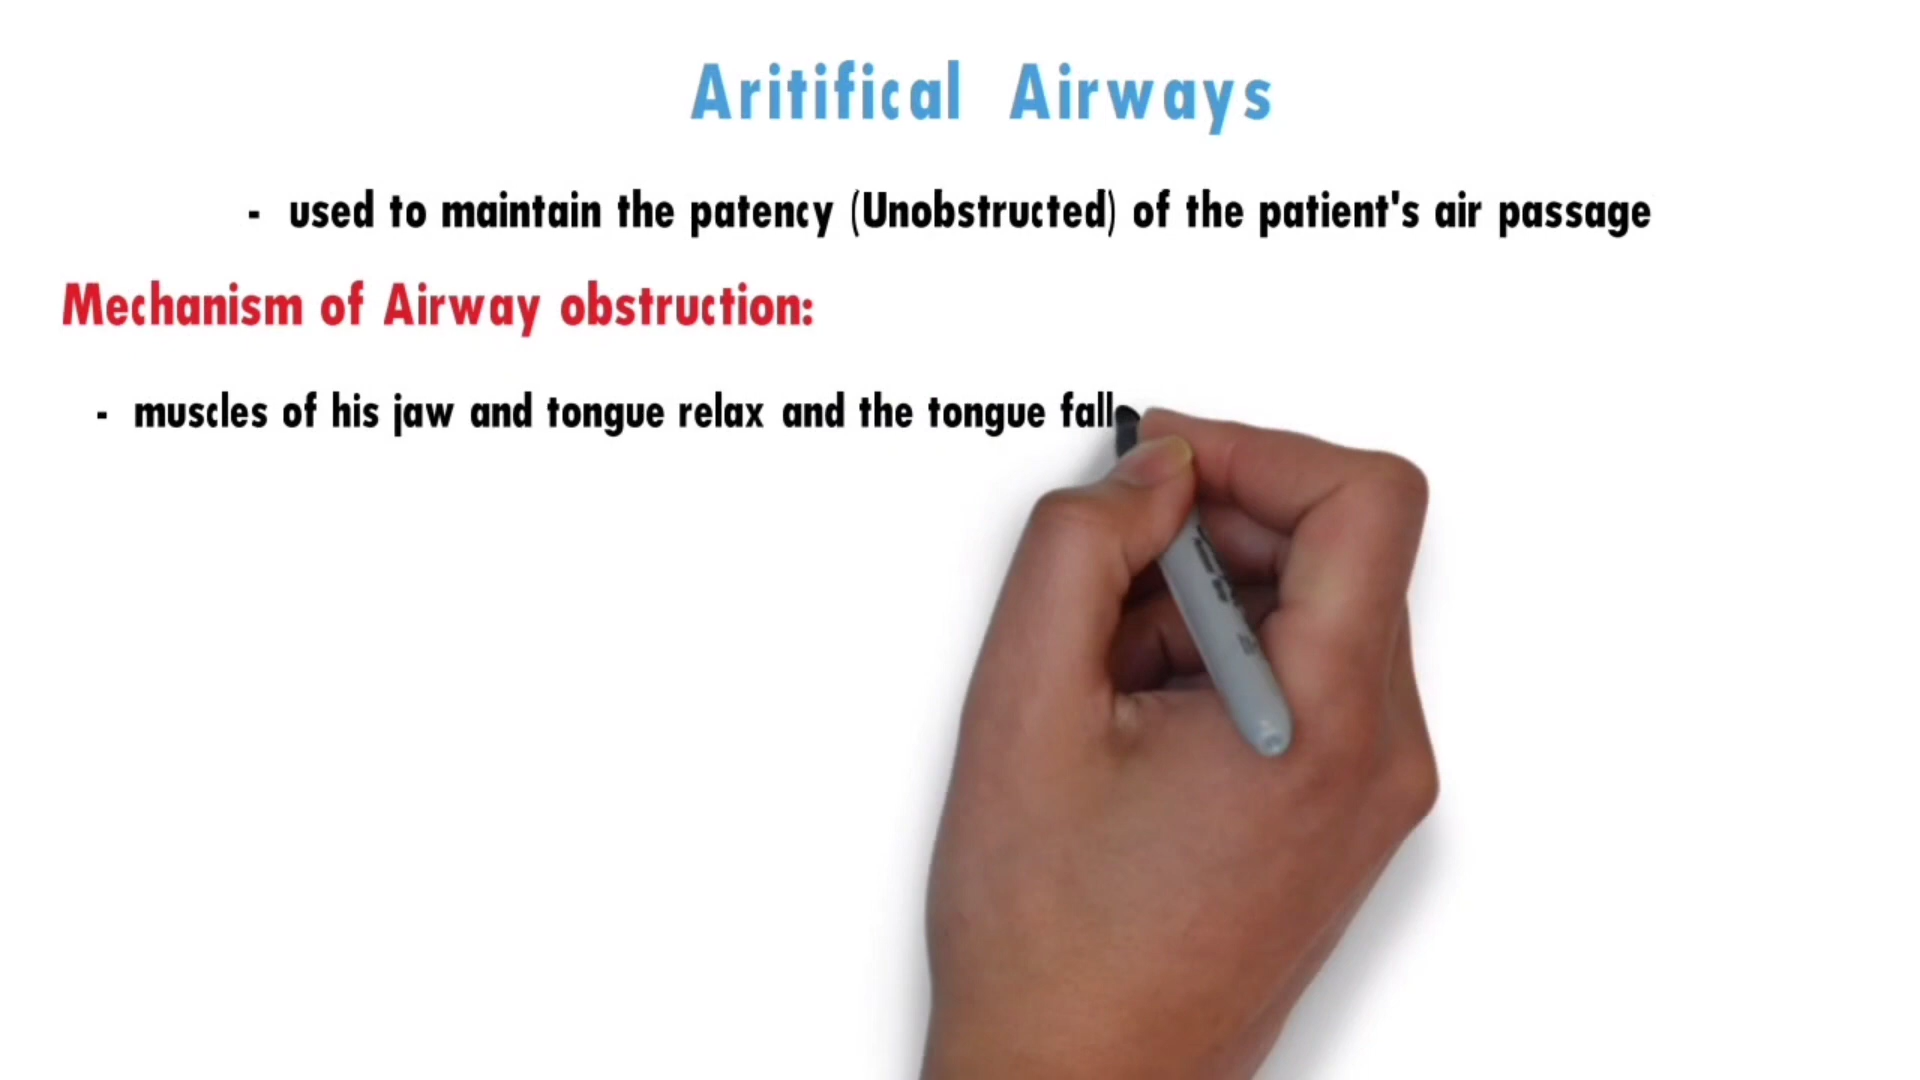 Aritifical Airways
- used to maintain the patency (Unobstructed) of the patient's air passage
Mechanism of Airway obstruction:
- muscles of his jaw and tongue relax and the tongue fall